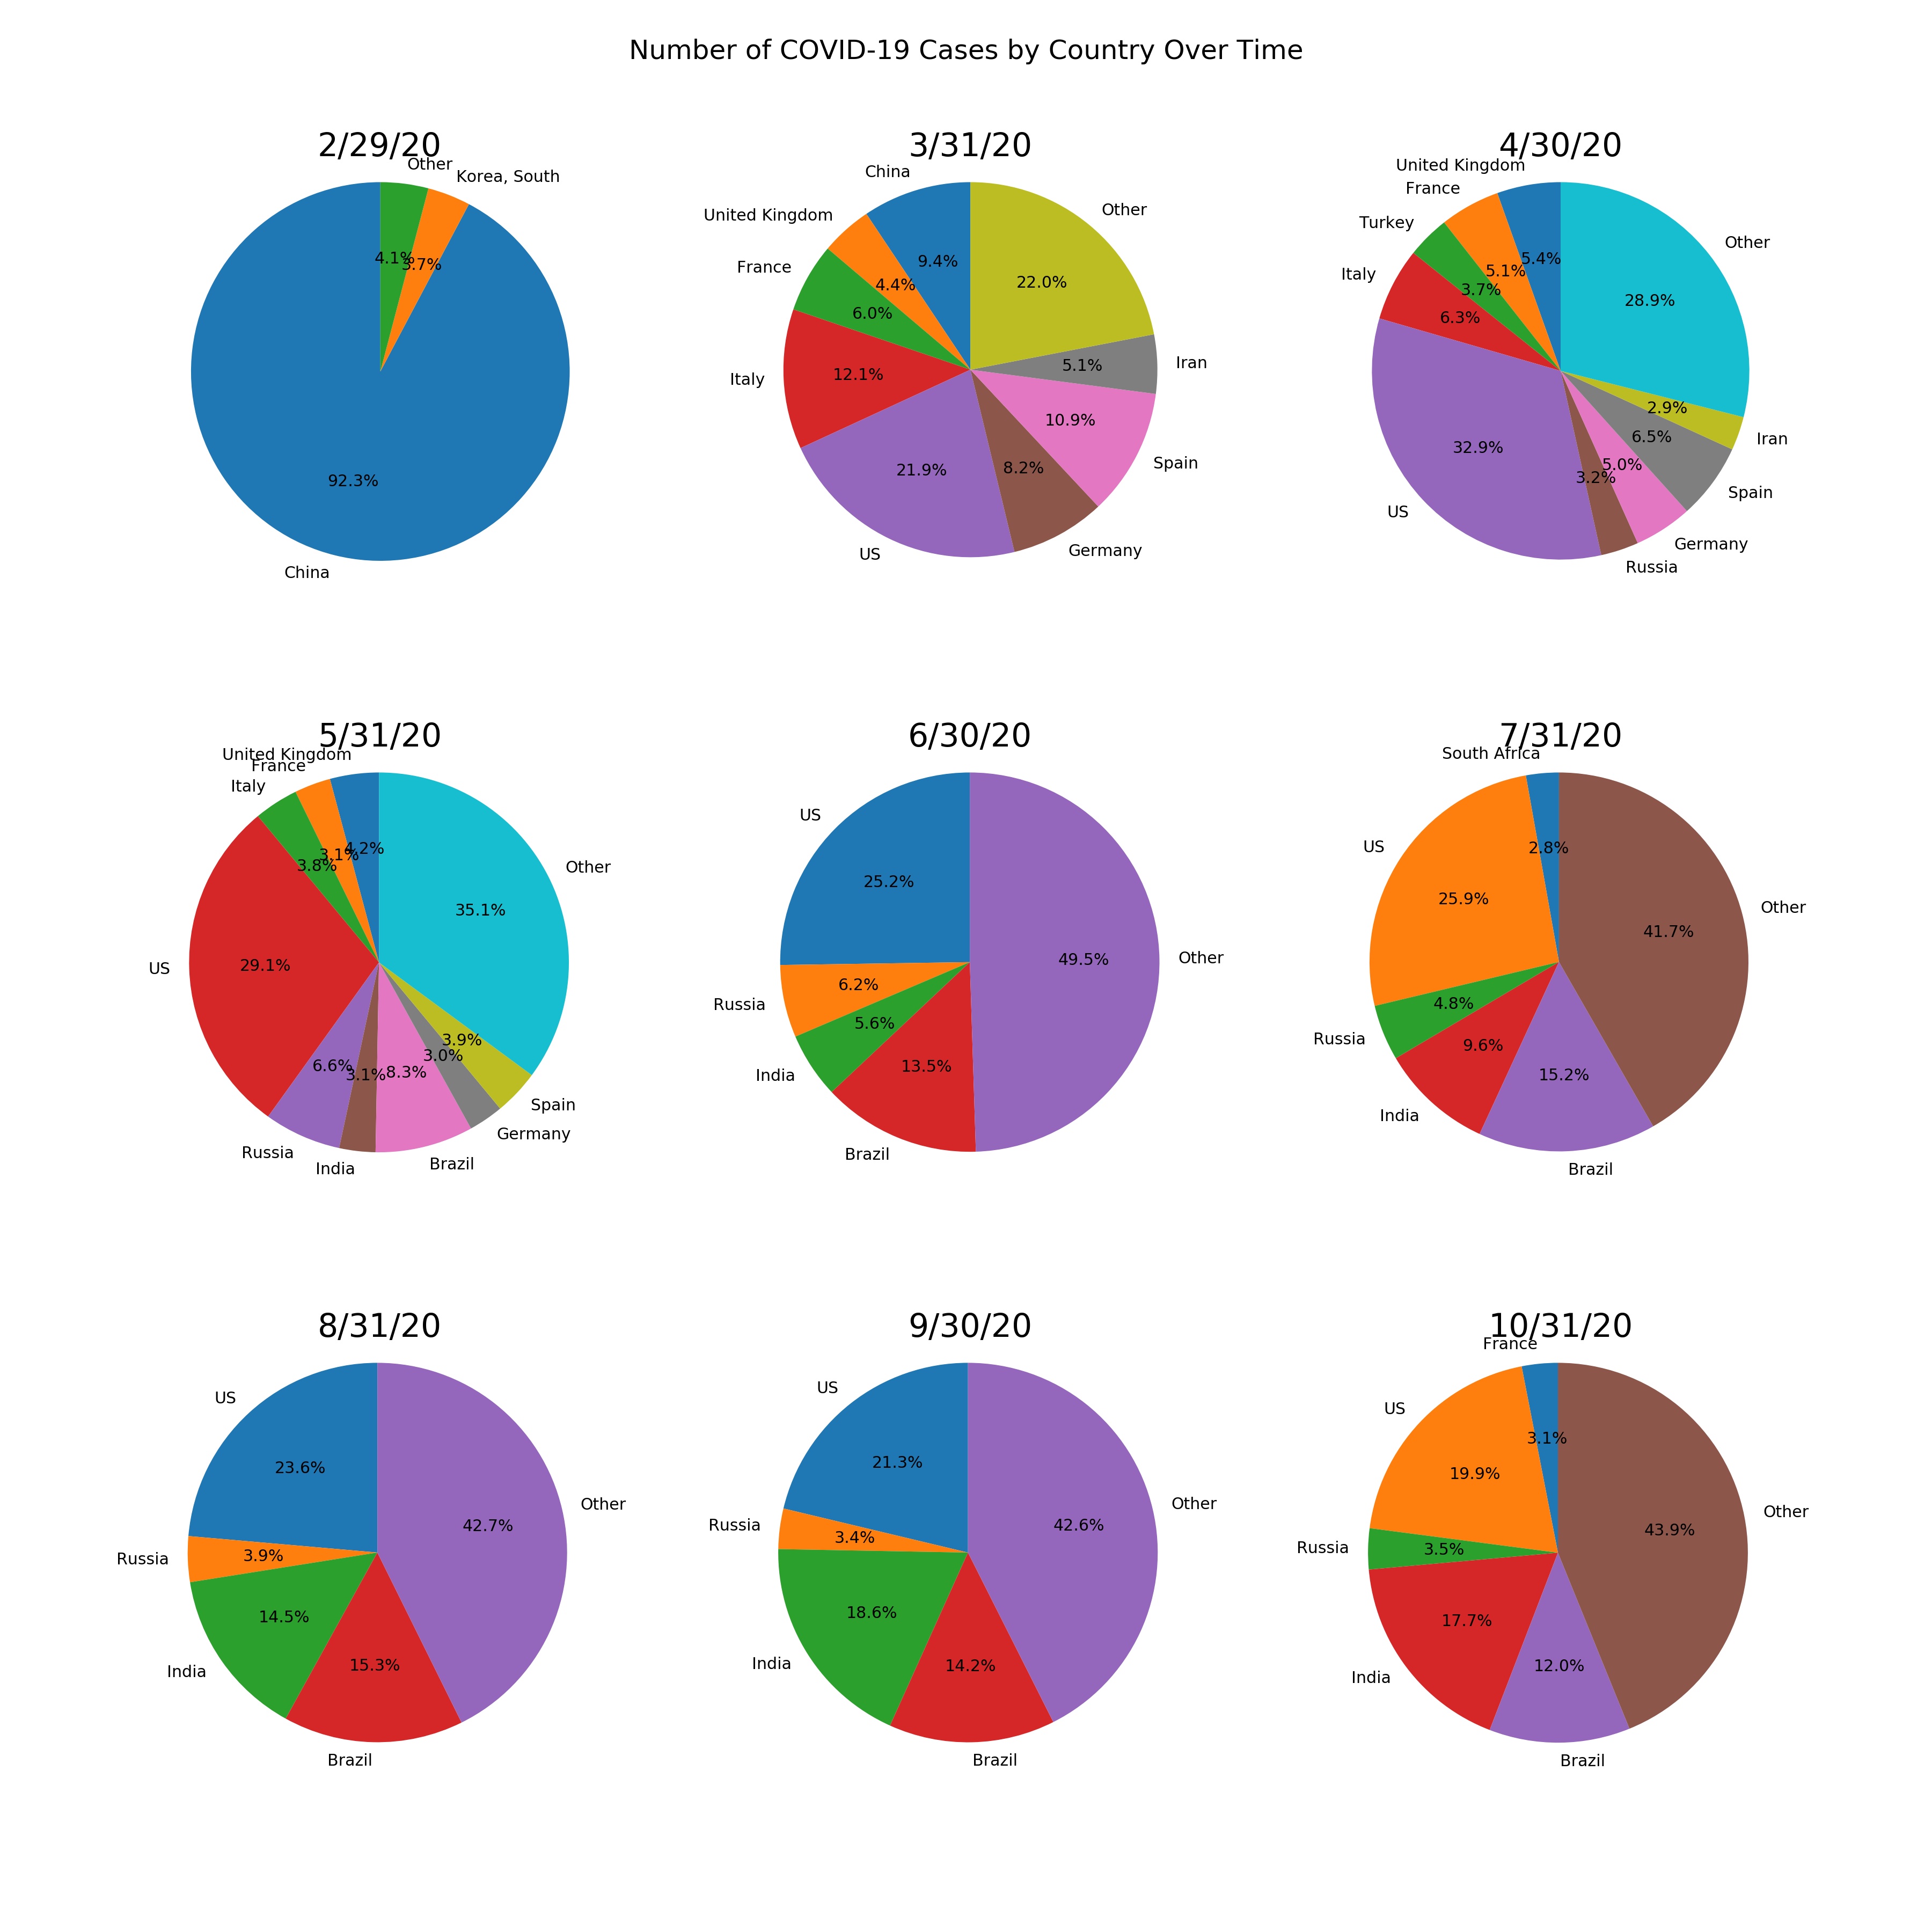 Number of COVID-19 Cases by Country Over Time
2/29/20
Other
Korea, South
4.1%
3.7%
92.3%
China
3/31/20
China
United Kingdom
Other
France
9.4%
4.4%
22.0%
6.0%
Iran
5.1%
Italy
12.1%
10.9%
Spain
21.9%
8.2%
US
Germany
4/30/20
United Kingdom
France
Turkey
Other
Italy
5.4%
5.1%
3.7%
28.9%
6.3%
2.9%
Iran
32.9%
6.5%
5.0%
3.2%
Spain
US
Germany
Russia
5/31/20
United Kingdom
France
Italy
4.2%
3.1%
3.8%
Other
35.1%
US
29.1%
3.9%
3.0%
6.6%
3.1%
8.3%
Spain
Germany
Russia
India
Brazil
6/30/20
US
25.2%
49.5%
Other
6.2%
Russia
5.6%
13.5%
India
Brazil
7/31/20
South Africa
US
2.8%
25.9%
Other
41.7%
4.8%
Russia
9.6%
15.2%
India
Brazil
8/31/20
US
23.6%
Other
42.7%
Russia
3.9%
14.5%
15.3%
India
Brazil
9/30/20
US
21.3%
Other
42.6%
Russia
3.4%
18.6%
14.2%
India
Brazil
10/31/20
France
US
3.1%
19.9%
Other
43.9%
Russia
3.5%
17.7%
12.0%
India
Brazil